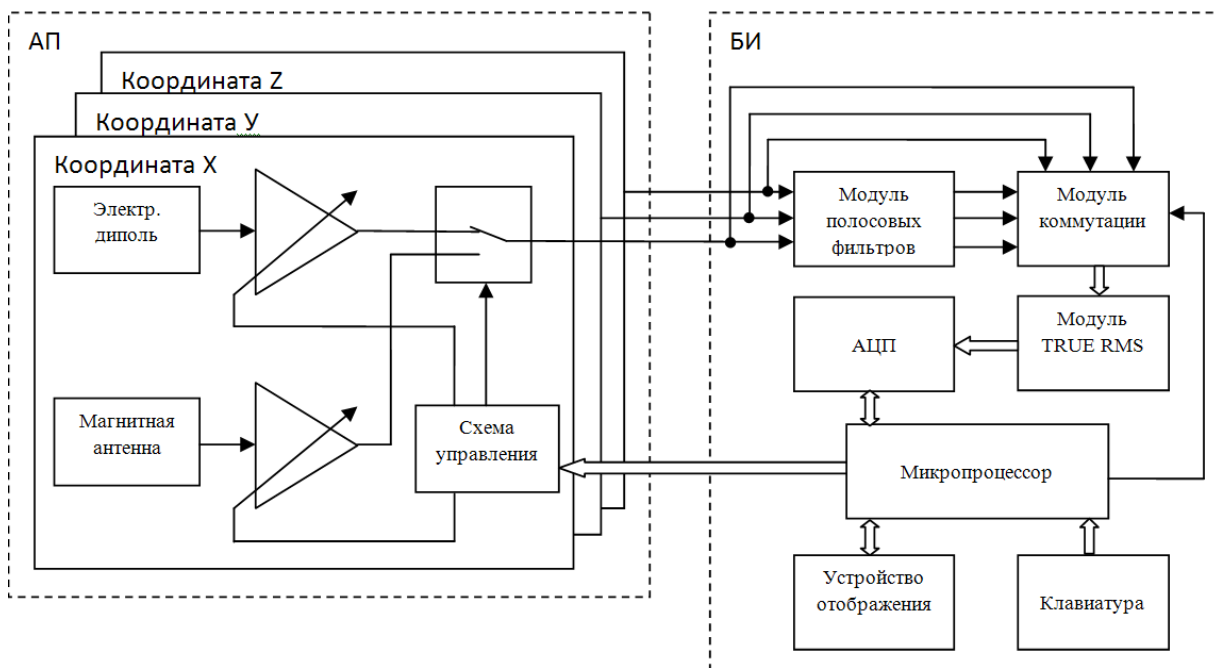 АП
Координата Z
Координата У
Координата X
Электр.
диполь
Магнитная
антенна
Схема
управления
БИ
Модуль
полосовых
фильтров
Модуль
коммутации
АЦП
Модуль
TRUE RMS
Микропроцессор
Устройство
отображения
Клавиатура